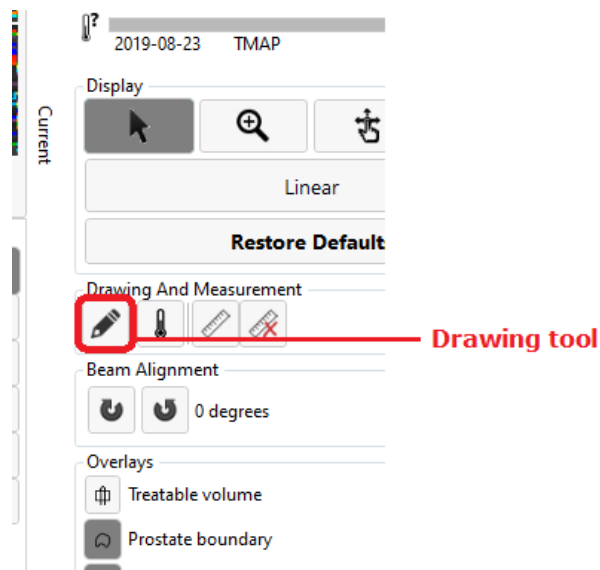 ?
2019-08-23 TMAP
Display
Current
Linear
Restore Default
Drawing And Measurement
Drawing tool
Beam Alignment
0 degrees
Overlays
Treatable volume
Prostate boundary